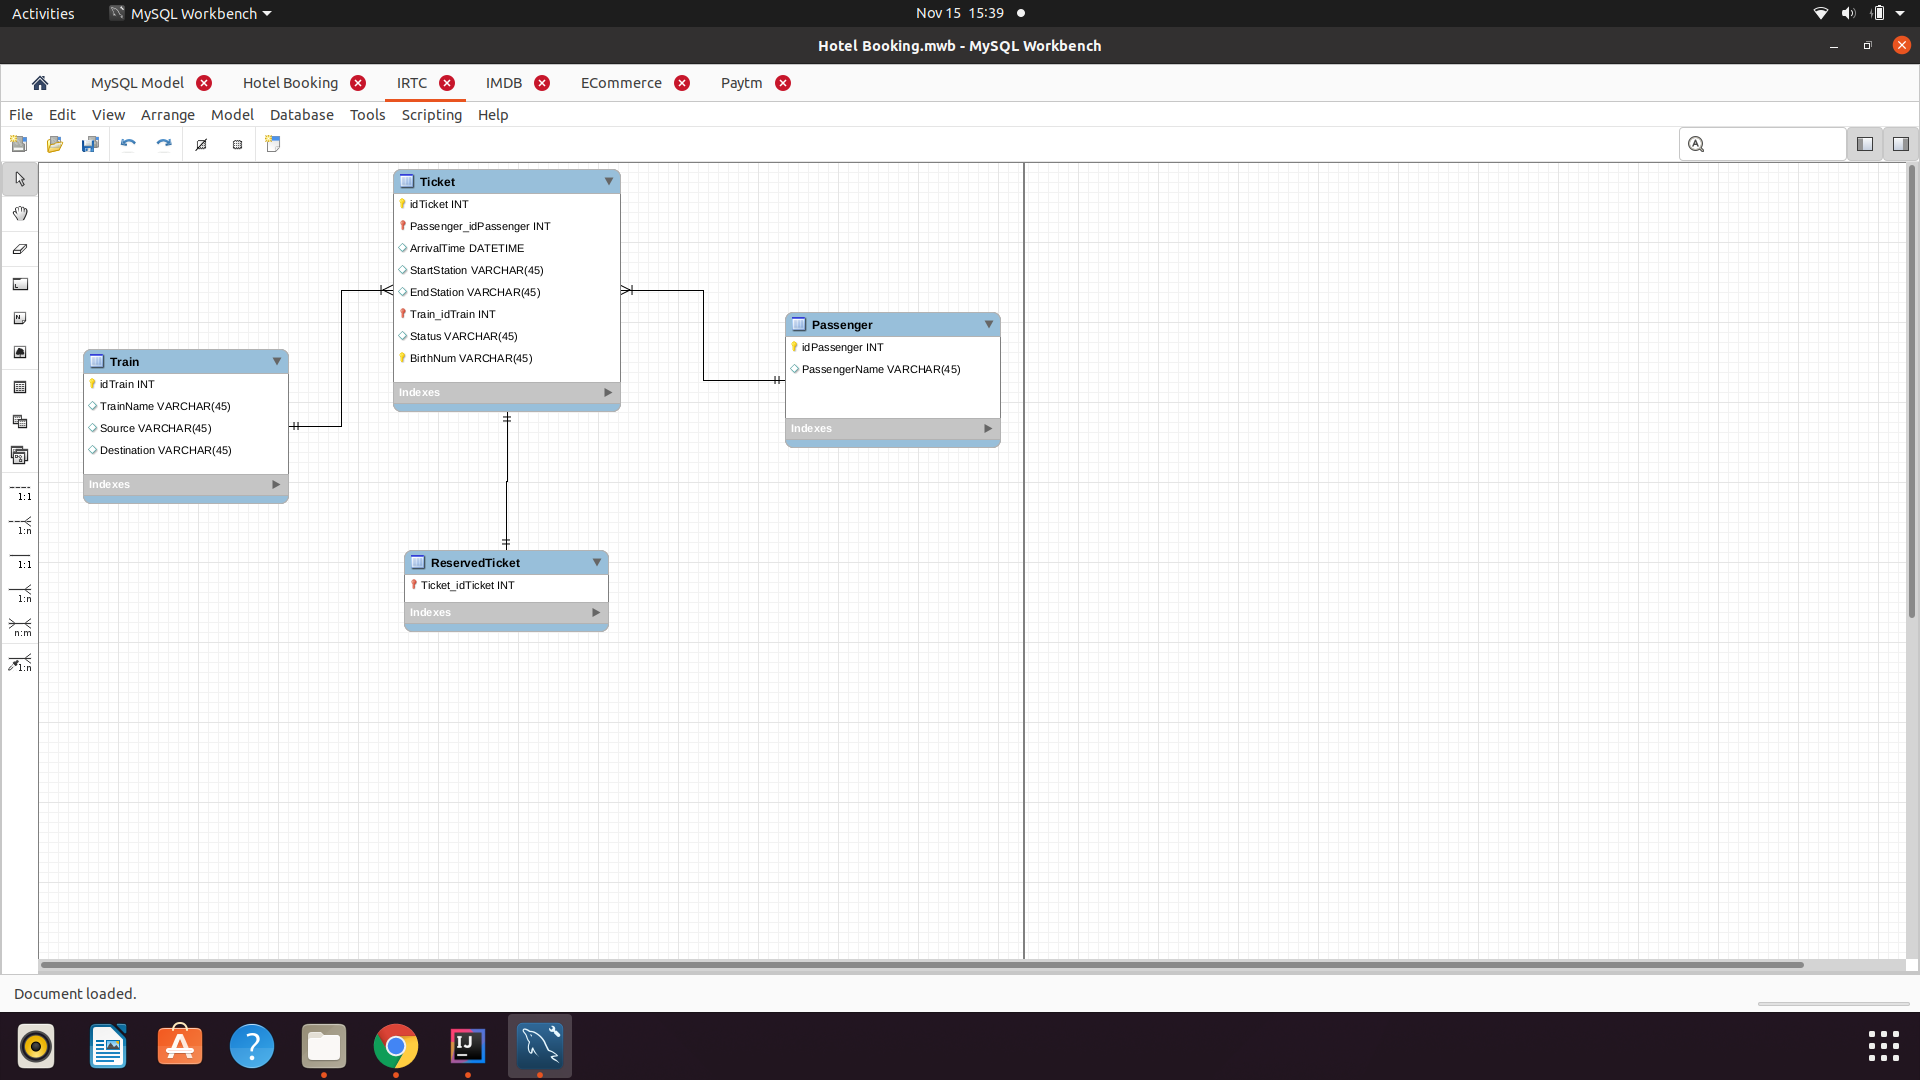 Activities
MySQL Workbench
Nov 15 15:39
Hotel Booking.mwb - MySQL Workbench
MySQL Model
Hotel Booking
IRTC
IMDB
ECommerce
Paytm
File Edit View Arrange Model Database Tools Scripting Help
Ticket
idTicket INT
Passenger_idPassenger INT
ArrivalTime DATETIME
StartStation VARCHAR(45)
EndStation VARCHAR(45)
Train_idTrain INT
Status VARCHAR(45)
BirthNum VARCHAR(45)
Indexes
Passenger
idPassenger INT
PassengerName VARCHAR(45)
Indexes
Train
idTrain INT
TrainName VARCHAR(45)
Source VARCHAR(45)
Destination VARCHAR(45)
Indexes
ReservedTicket
Ticket_idTicket INT
Indexes
1:1
1:n
1:1
1:n
n:m
1:n
Document loaded.
IJ